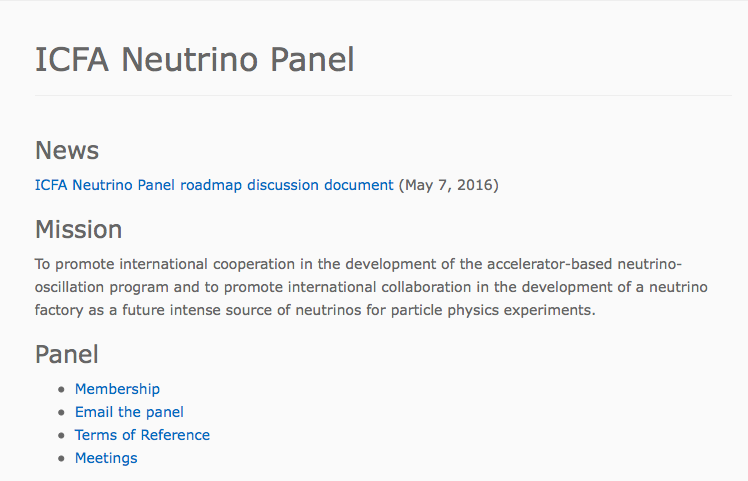 ICFA Neutrino Panel
News
ICFA Neutrino Panel roadmap discussion document (May 7, 2016)
Mission
To promote international cooperation in the development of the accelerator-based neutrino-
oscillation program and to promote international collaboration in the development of a neutrino
factory as a future intense source of neutrinos for particle physics experiments.
Panel
Membership
Email the panel
Terms of Reference
Meetings